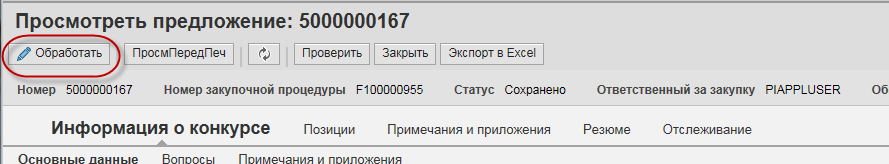 Просмотреть предложение: 5000000167
Обработать ПросмПередПеч Проверить Закрыть Экспорт в Excel
Номер 5000000167 Номер закупочной процедуры F100000955 Статус Сохранено Ответственный за закупку PIAPPLUSER Об
Информация о конкурсе Позиции Примечания и приложения Резюме Отслеживание
Основные данные Вопросы Примечания и приложения